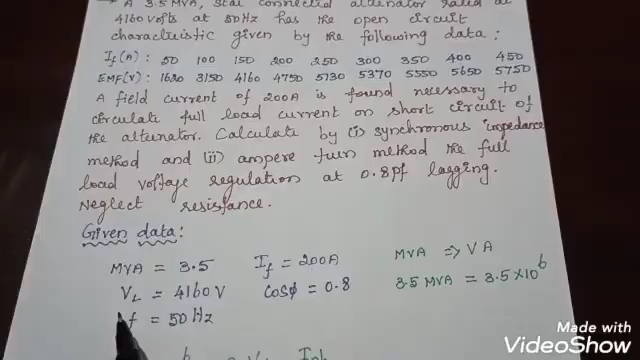 A 3.5 MVA, star connected alternator rated at
4160 volts at 50Hz has the open circuit
characteristic given by the following data:
If(A) : 50 100 150 200 250 300 350 400 450
EMF(V) : 1620 3150 4160 4750 5130 5370 5550 5650 5750
A field current of 200A is found necessary to
circulate full load current on short circuit of
the alternator. Calculate by (i) synchronous impedance
method and (ii) ampere turn method the full
load voltage regulation at 0.8pf lagging.
Neglect resistance.
Given data:
MVA = 3.5 If = 200A MVA => VA
VL = 4160 V cosφ = 0.8 3.5 MVA = 3.5 × 10^6
f = 50 Hz
Made with
VideoShow